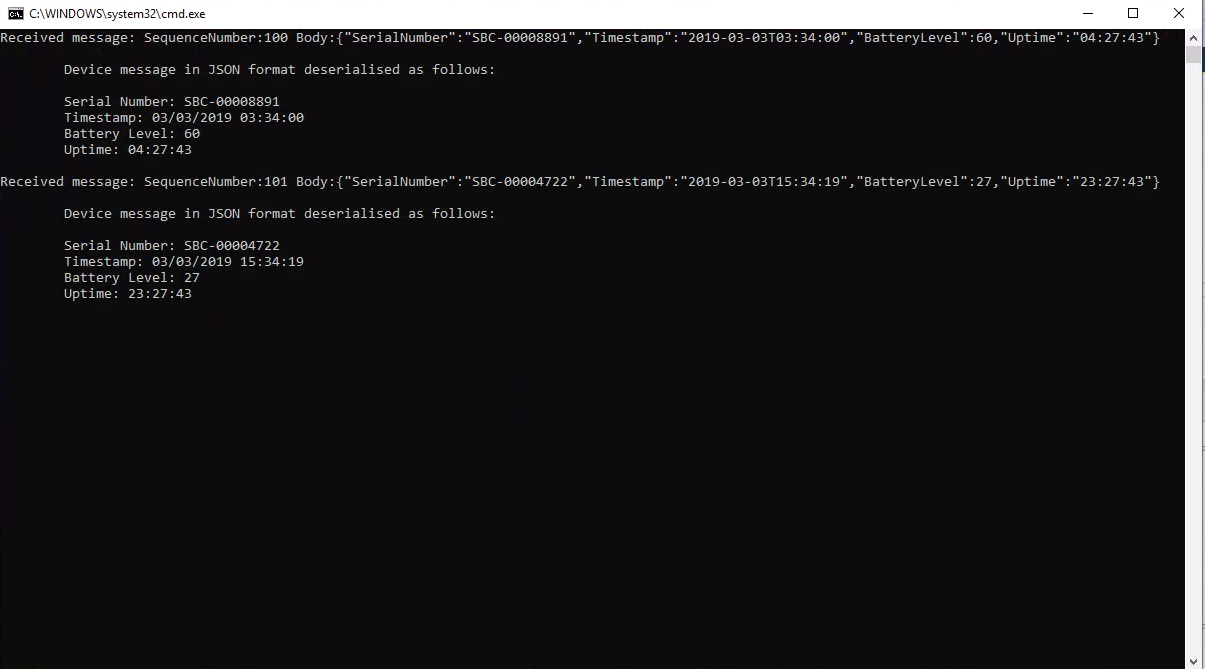 C:\WINDOWS\system32\cmd.exe
Received message: SequenceNumber:100 Body:{"SerialNumber":"SBC-00008891","Timestamp":"2019-03-03T03:34:00","BatteryLevel":60,"Uptime":"04:27:43"}
Device message in JSON format deserialised as follows:
Serial Number: SBC-00008891
Timestamp: 03/03/2019 03:34:00
Battery Level: 60
Uptime: 04:27:43
Received message: SequenceNumber:101 Body:{"SerialNumber":"SBC-00004722","Timestamp":"2019-03-03T15:34:19","BatteryLevel":27,"Uptime":"23:27:43"}
Device message in JSON format deserialised as follows:
Serial Number: SBC-00004722
Timestamp: 03/03/2019 15:34:19
Battery Level: 27
Uptime: 23:27:43